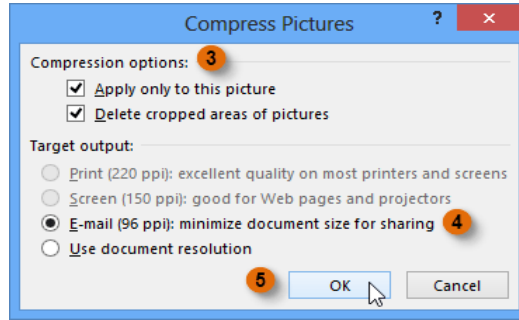 Compress Pictures ? ×
Compression options: 3
Apply only to this picture
Delete cropped areas of pictures
Target output:
Print (220 ppi): excellent quality on most printers and screens
Screen (150 ppi): good for Web pages and projectors
E-mail (96 ppi): minimize document size for sharing 4
Use document resolution
5 OK Cancel